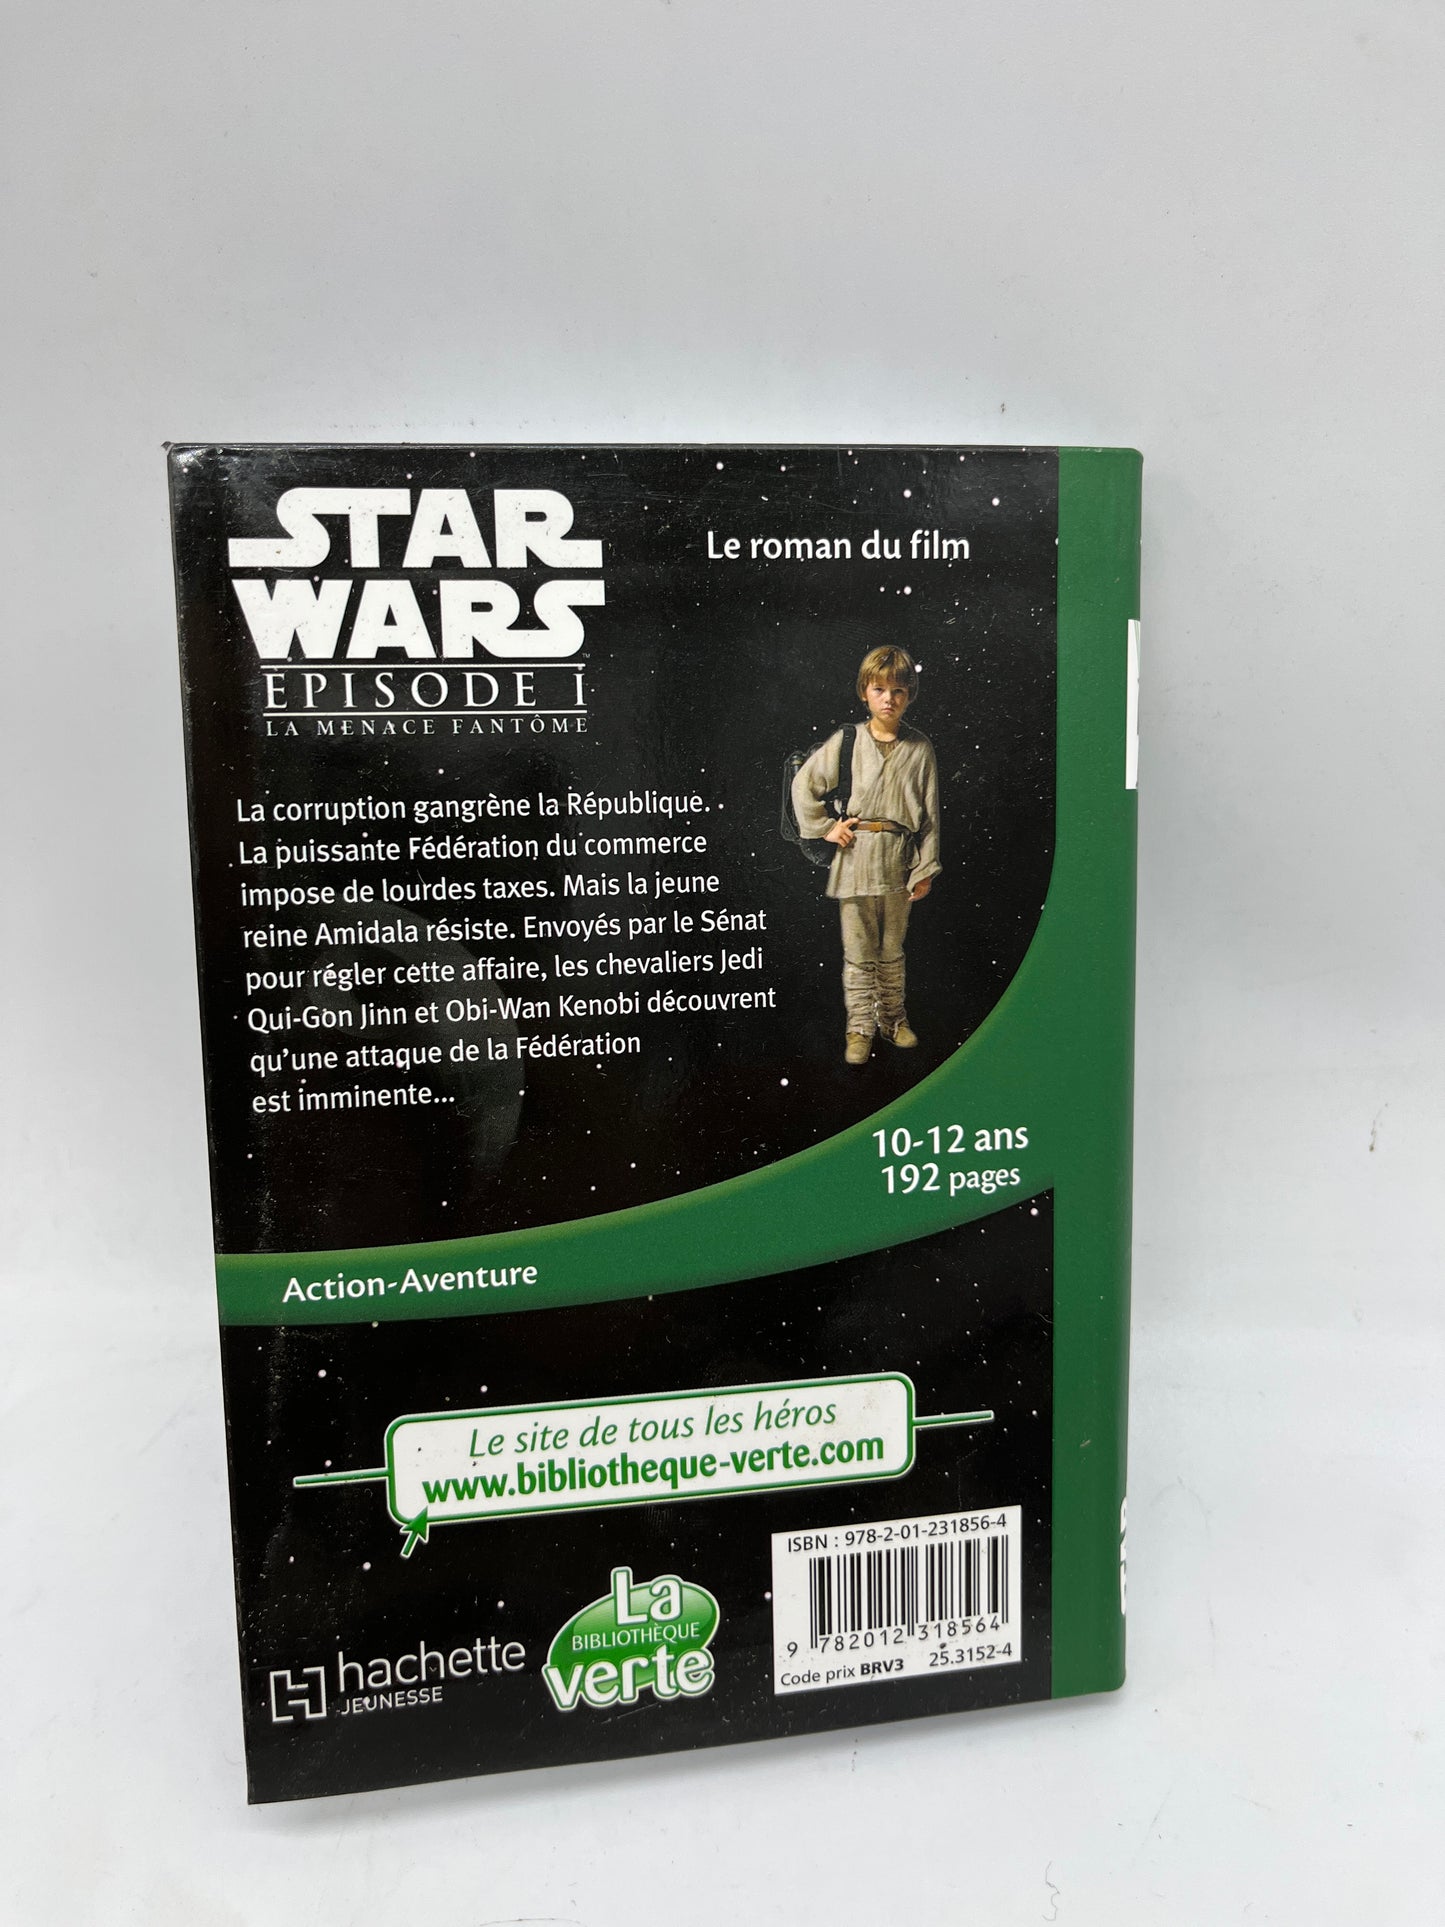 STAR
WARS
™
EPISODE I
LA MENACE FANTÔME
Le roman du film
La corruption gangrène la République.
La puissante Fédération du commerce
impose de lourdes taxes. Mais la jeune
reine Amidala résiste. Envoyés par le Sénat
pour régler cette affaire, les chevaliers Jedi
Qui-Gon Jinn et Obi-Wan Kenobi découvrent
qu'une attaque de la Fédération
est imminente...
10-12 ans
192 pages
Action-Aventure
Le site de tous les héros
www.bibliotheque-verte.com
ISBN : 978-2-01-231856-4
9 782012 318564
Code prix BRV3 25.3152-4
hachette
JEUNESSE
La
BIBLIOTHÈQUE
verte